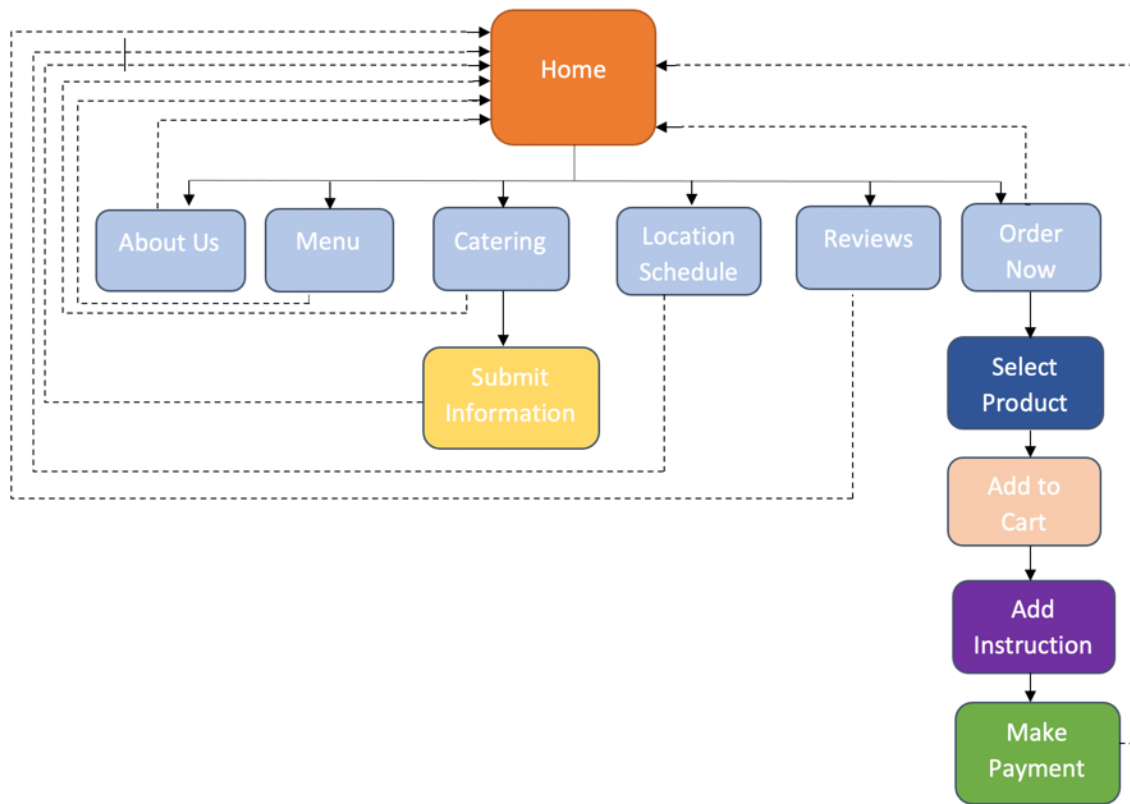 Home
About Us
Menu
Catering
Location
Schedule
Reviews
Order
Now
Submit
Information
Select
Product
Add to
Cart
Add
Instruction
Make
Payment